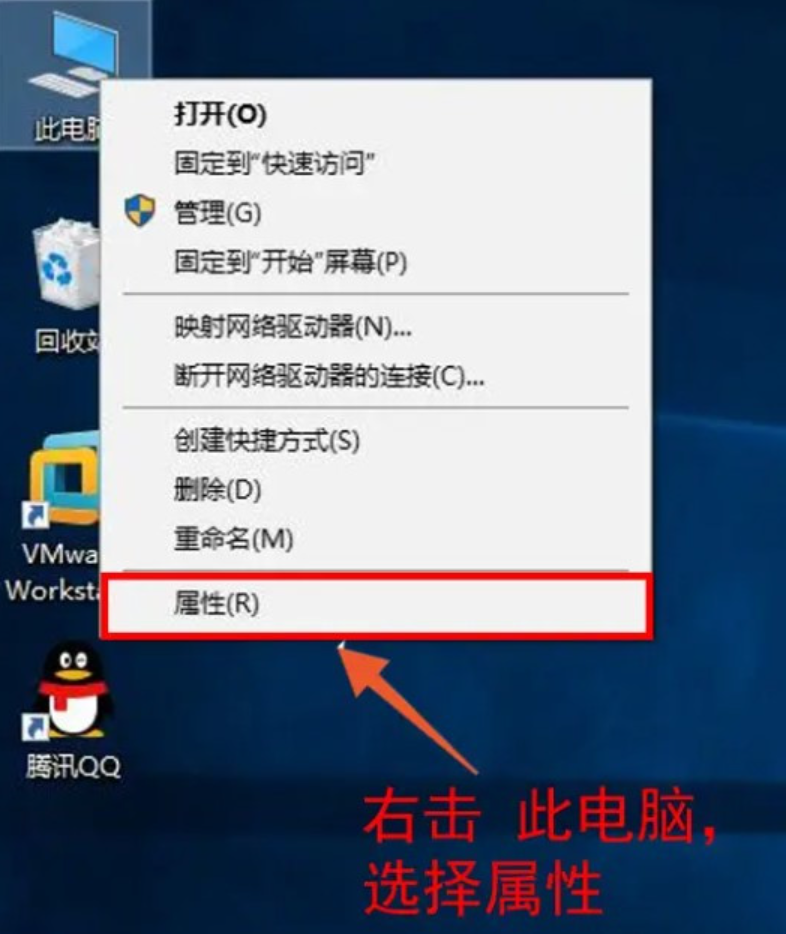 此电脑
打开(O)
固定到"快速访问"
管理(G)
固定到"开始"屏幕(P)
映射网络驱动器(N)...
断开网络驱动器的连接(C)...
创建快捷方式(S)
删除(D)
重命名(M)
属性(R)
回收站
VMwa
Worksta
腾讯QQ
右击 此电脑，
选择属性